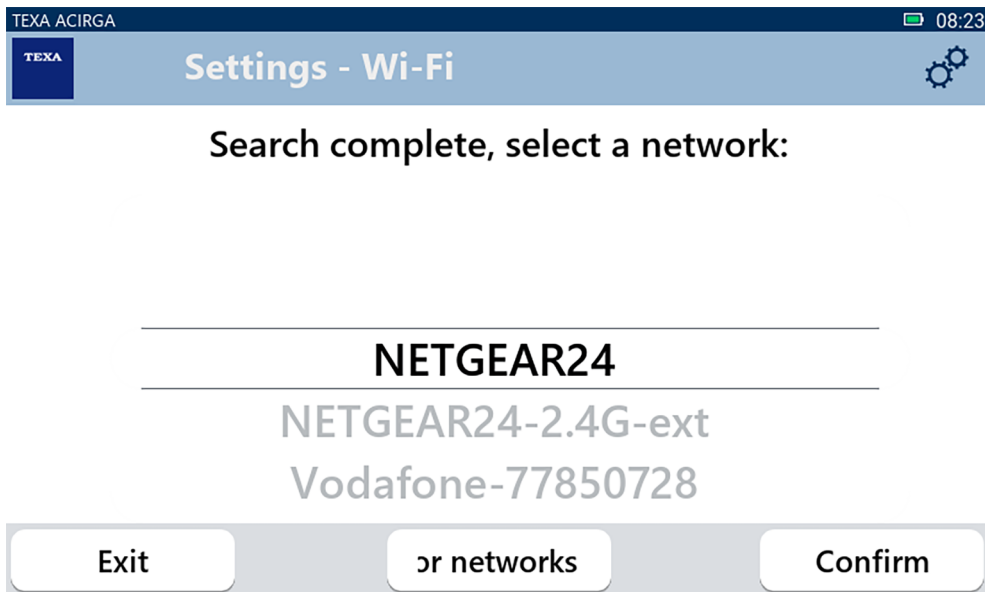 TEXA ACIRGA 08:23
TEXA
Settings - Wi-Fi
Search complete, select a network:
NETGEAR24
NETGEAR24-2.4G-ext
Vodafone-77850728
Exit
networks
Confirm